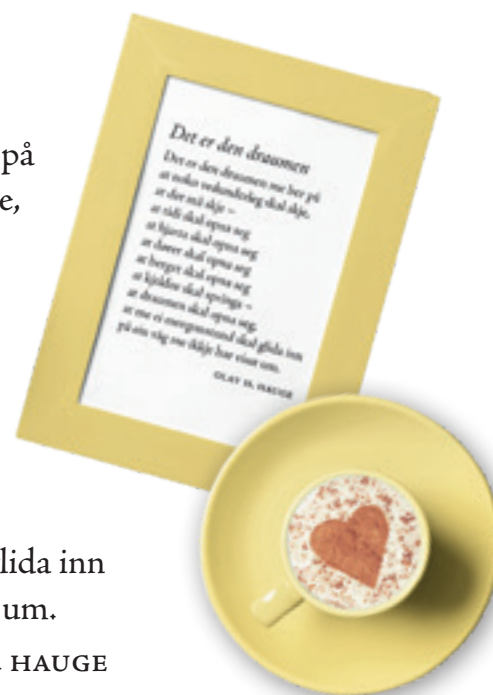 på
e,
lida inn
um.
HAUGE
Det er den draumen
Det er den draumen me ber på
at noko vedunderleg skal skje,
at det må skje –
at tidi skal opna seg
at hjarta skal opna seg
at dører skal opna seg
at berget skal opna seg
at kjeldor skal springa –
at draumen skal opna seg,
at me ei morgonstund skal glida inn
på ein våg me ikkje har visst um.
OLAV H. HAUGE